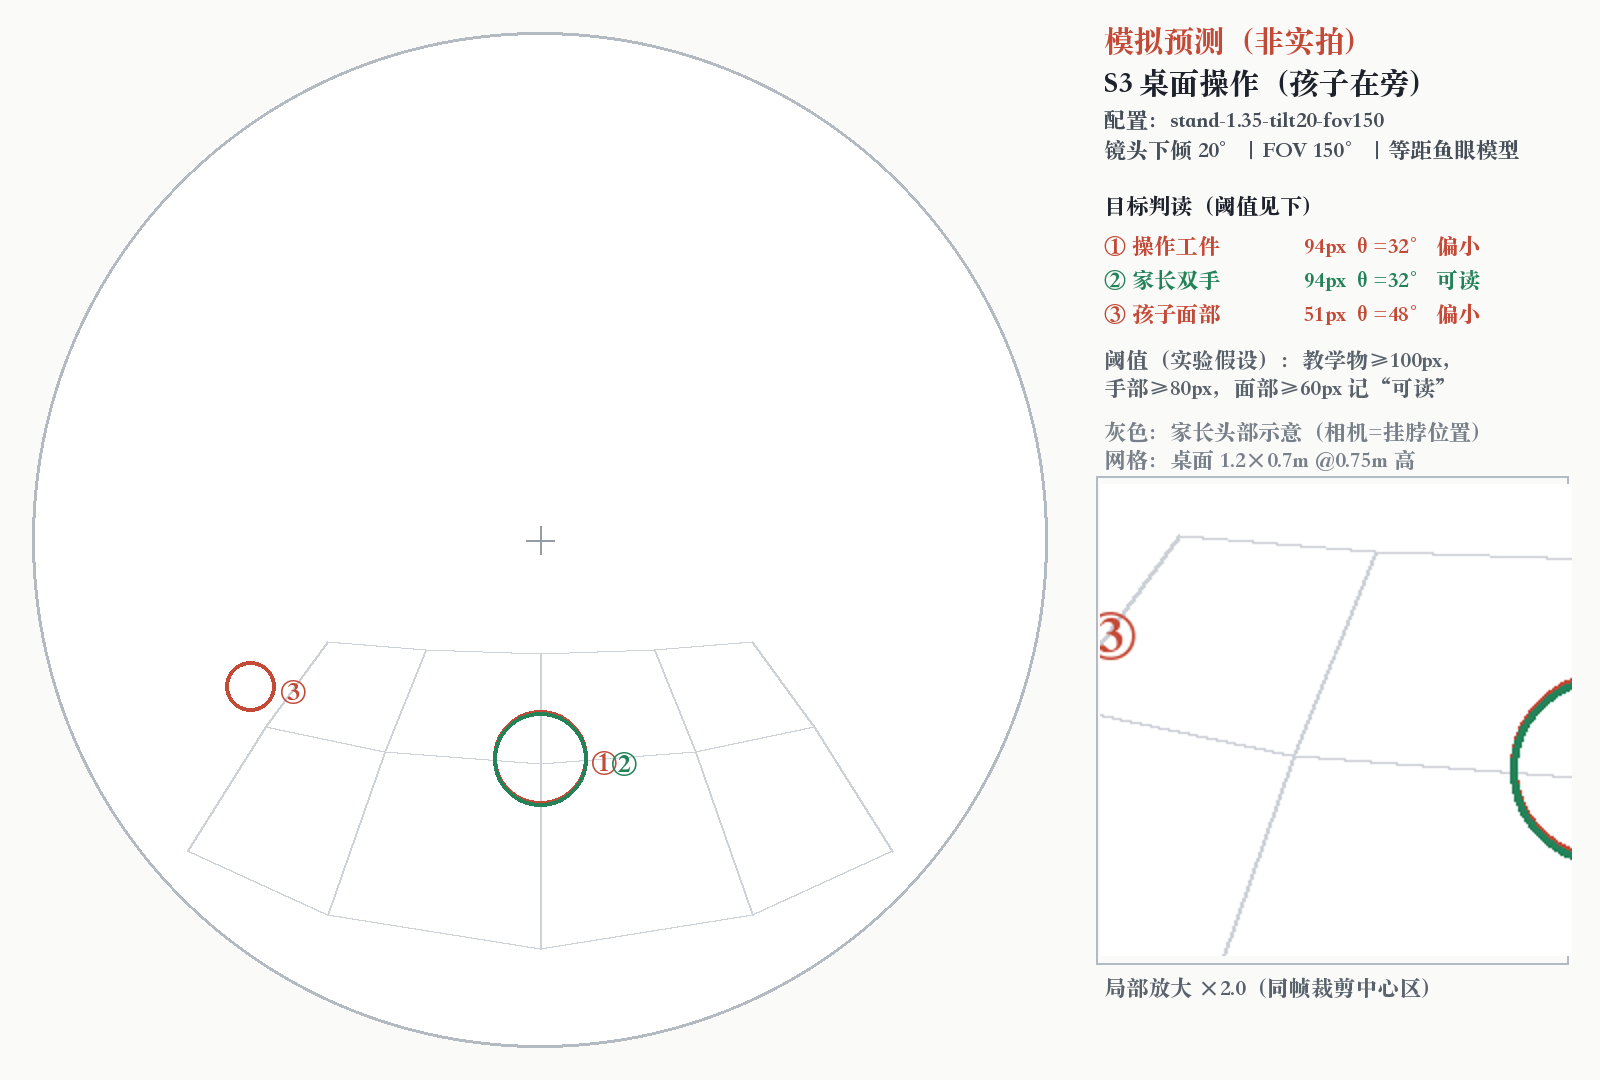 模拟预测（非实拍）
S3 桌面操作（孩子在旁）
配置：stand-1.35-tilt20-fov150
镜头下倾 20° ｜FOV 150° ｜等距鱼眼模型
目标判读（阈值见下）
① 操作工件 94px θ=32° 偏小
② 家长双手 94px θ=32° 可读
③ 孩子面部 51px θ=48° 偏小
阈值（实验假设）：教学物≥100px，
手部≥80px，面部≥60px 记“可读”
灰色：家长头部示意（相机=挂脖位置）
网格：桌面 1.2×0.7m @0.75m 高
③
③
①②
局部放大 ×2.0（同帧裁剪中心区）